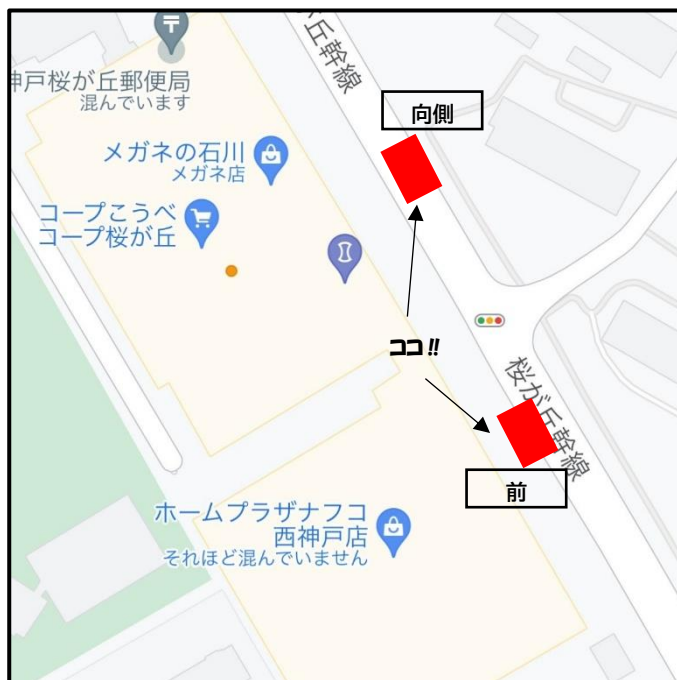 神戸桜が丘郵便局
混んでいます
丘幹線
向側
メガネの石川
メガネ店
コープこうべ
コープ桜が丘
ココ!!
桜が丘幹線
前
ホームプラザナフコ
西神戸店
それほど混んでいません